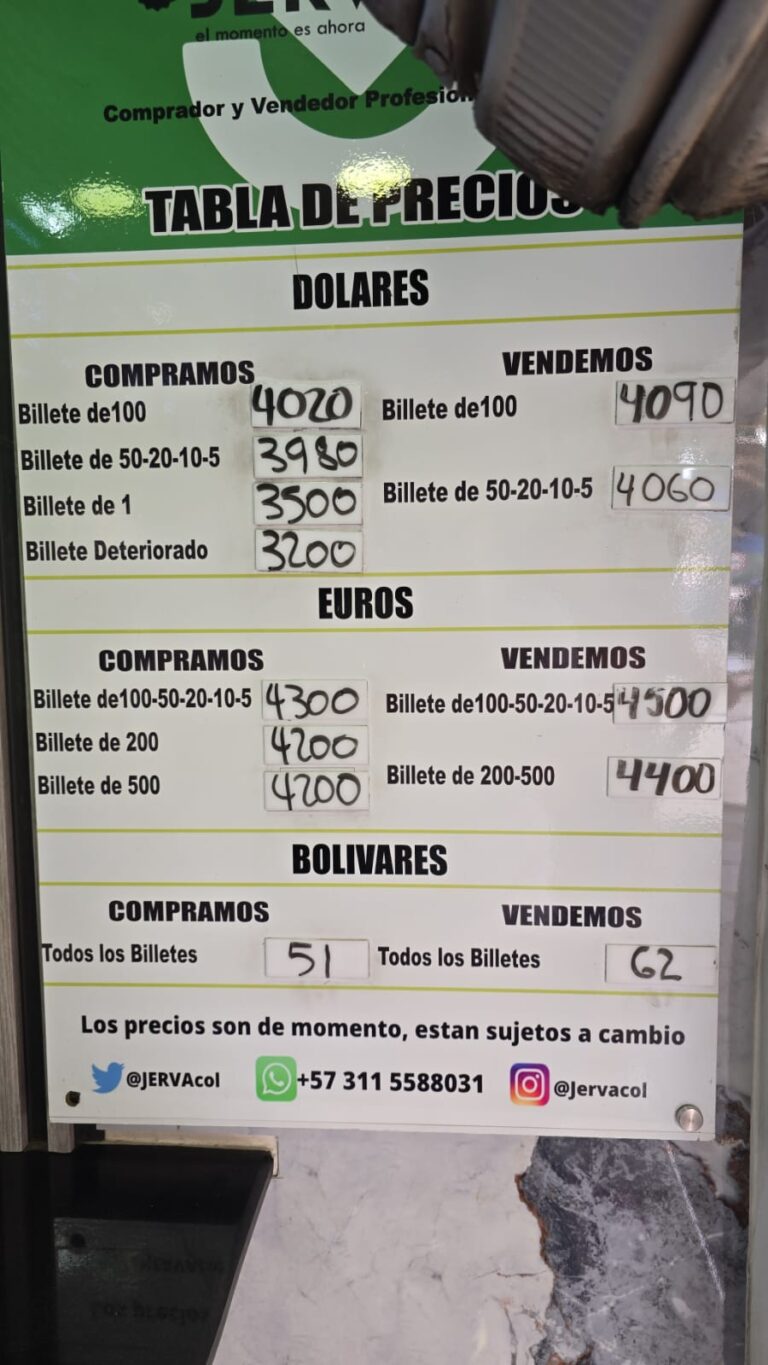 el momento es ahora
Comprador y Vendedor
TABLA DE PRECIOS
DOLARES
COMPRAMOS
Billete de100 4020
Billete de 50-20-10-5 3980
Billete de 1 3500
Billete Deteriorado 3200
VENDEMOS
Billete de100 4090
Billete de 50-20-10-5 4060
EUROS
COMPRAMOS
Billete de100-50-20-10-5 4300
Billete de 200 4200
Billete de 500 4200
VENDEMOS
Billete de100-50-20-10-5 4500
Billete de 200-500 4400
BOLIVARES
COMPRAMOS
Todos los Billetes 51
VENDEMOS
Todos los Billetes 62
Los precios son de momento, estan sujetos a cambio
@JERVAcol +57 311 5588031 @Jervacol